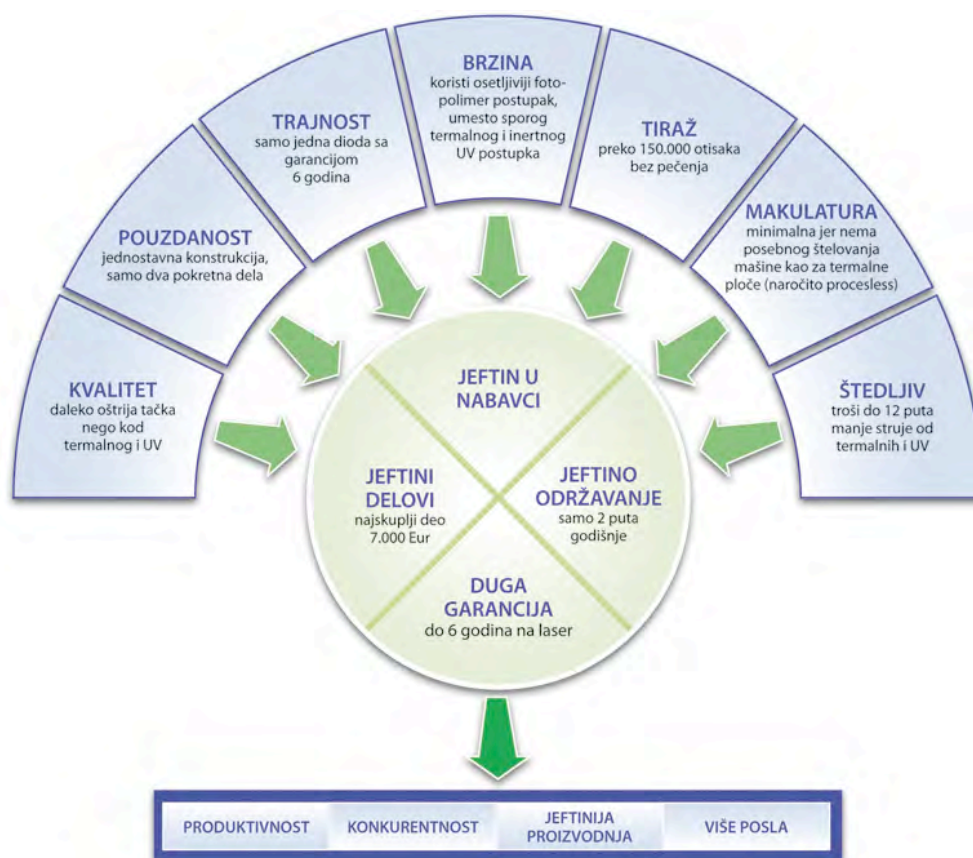 KVALITET
daleko oštrija tačka
nego kod
termalnog i UV
POUZDANOST
jednostavna konstrukcija,
samo dva pokretna dela
TRAJNOST
samo jedna dioda sa
garancijom
6 godina
BRZINA
koristi osetljiviji foto-
polimer postupak,
umesto sporog
termalnog i inertnog
UV postupka
TIRAŽ
preko 150.000 otisaka
bez pečenja
MAKULATURA
minimalna jer nema
posebnog štelovanja
mašine kao za termalne
ploče (naročito procesless)
ŠTEDLJIV
troši do 12 puta
manje struje od
termalnih i UV
JEFTIN U
NABAVCI
JEFTINI
DELOVI
najskuplji deo
7.000 Eur
JEFTINO
ODRŽAVANJE
samo 2 puta
godišnje
DUGA
GARANCIJA
do 6 godina na laser
PRODUKTIVNOST
KONKURENTNOST
JEFTINIJA
PROIZVODNJA
VIŠE POSLA